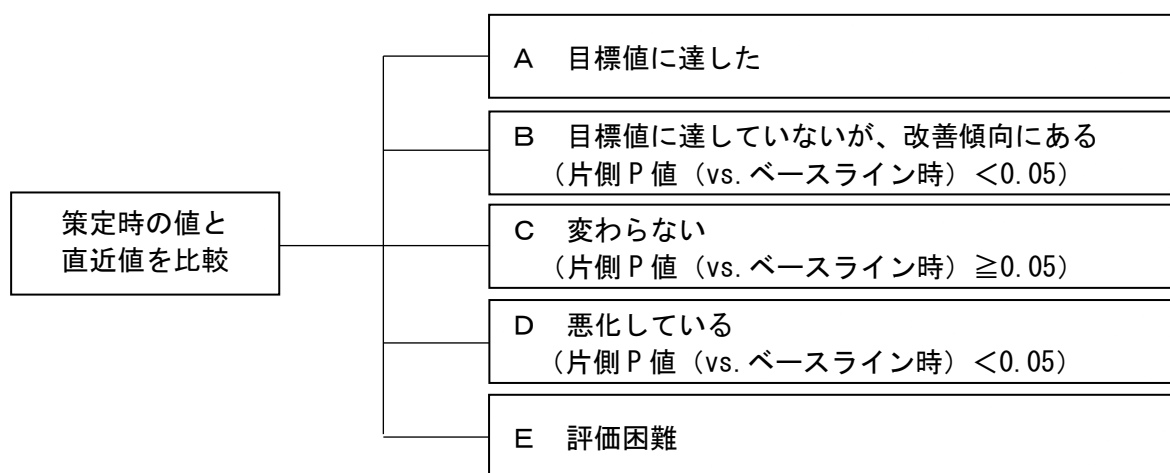 策定時の値と
直近値を比較
A 目標値に達した
B 目標値に達していないが、改善傾向にある
(片側P値(vs.ベースライン時)<0.05)
C 変わらない
(片側P値(vs.ベースライン時)≧0.05)
D 悪化している
(片側P値(vs.ベースライン時)<0.05)
E 評価困難